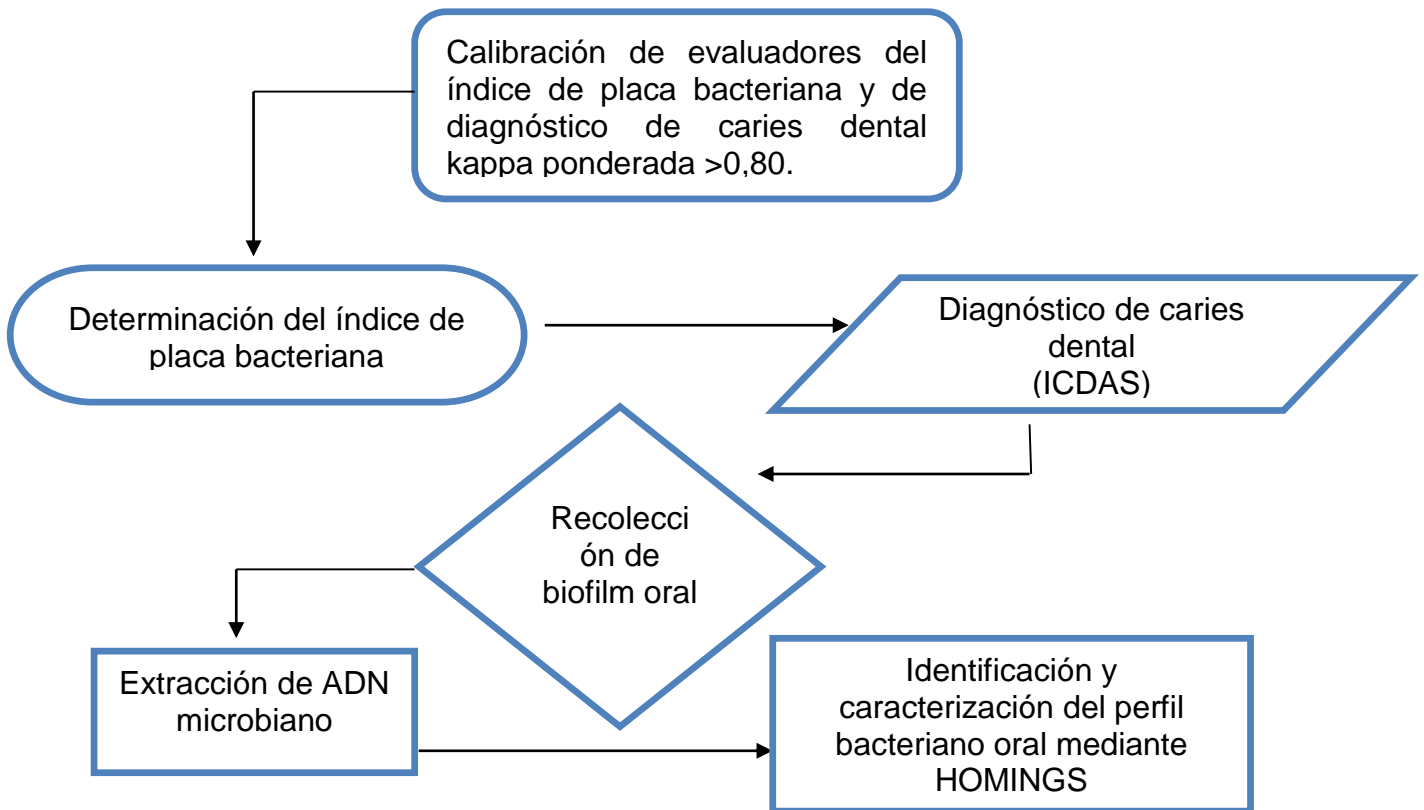 Calibración de evaluadores del
índice de placa bacteriana y de
diagnóstico de caries dental
kappa ponderada >0,80.
Determinación del índice de
placa bacteriana
Diagnóstico de caries
dental
(ICDAS)
Recolecci
ón de
biofilm oral
Extracción de ADN
microbiano
Identificación y
caracterización del perfil
bacteriano oral mediante
HOMINGS